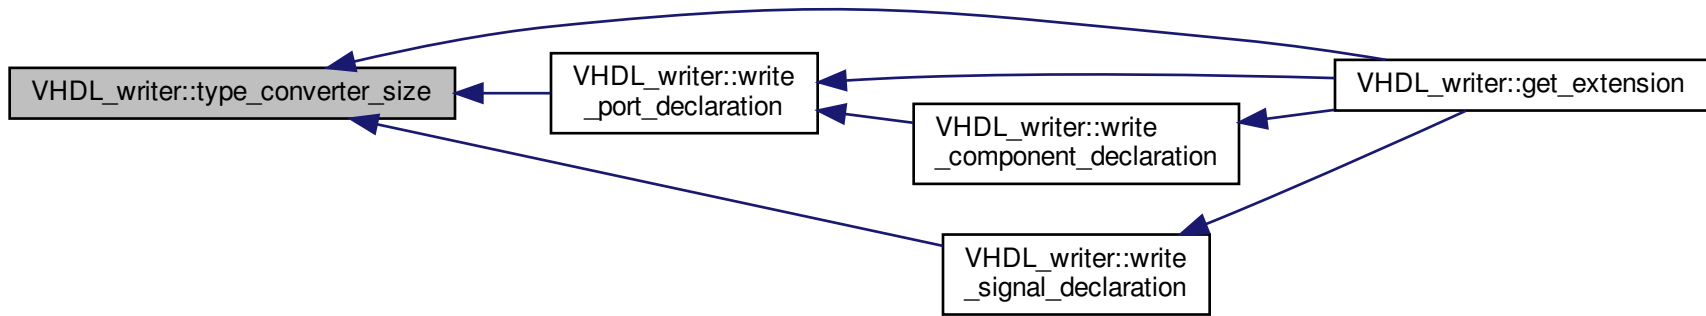 VHDL_writer::type_converter_size
VHDL_writer::write
_port_declaration
VHDL_writer::write
_component_declaration
VHDL_writer::write
_signal_declaration
VHDL_writer::get_extension